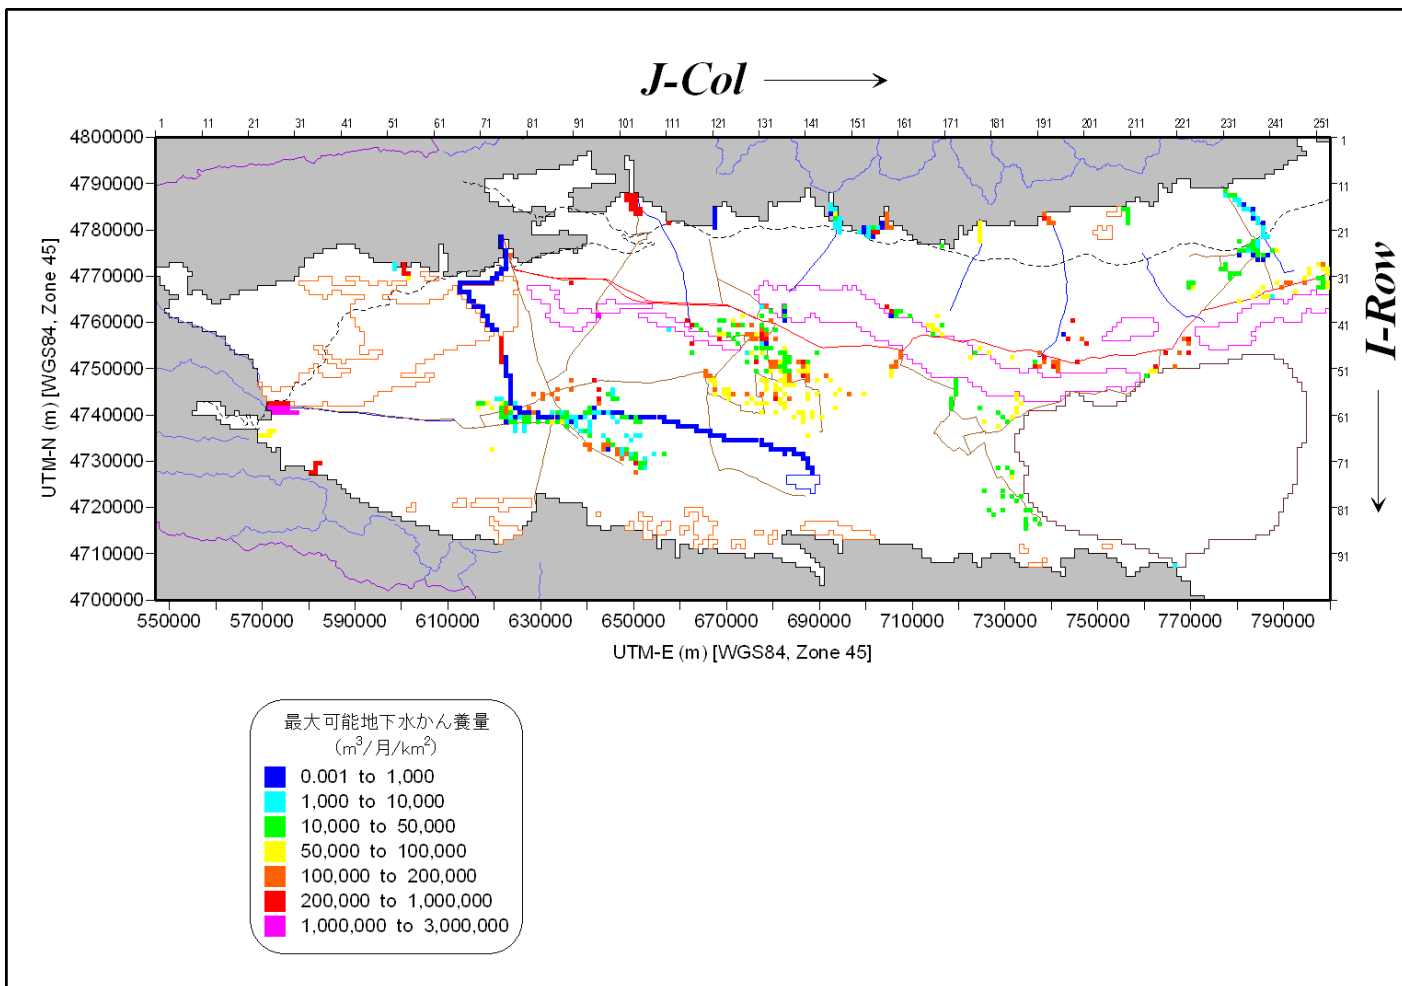 J-Col
1 11 21 31 41 51 61 71 81 91 101 111 121 131 141 151 161 171 181 191 201 211 221 231 241 251
4800000 1
4790000 11
4780000 21
4770000 31
4760000 41
4750000 51
4740000 61
4730000 71
4720000 81
4710000 91
4700000
UTM-N (m) [WGS84, Zone 45]
I-Row
550000 570000 590000 610000 630000 650000 670000 690000 710000 730000 750000 770000 790000
UTM-E (m) [WGS84, Zone 45]
最大可能地下水かん養量
(m³/月/km²)
0.001 to 1,000
1,000 to 10,000
10,000 to 50,000
50,000 to 100,000
100,000 to 200,000
200,000 to 1,000,000
1,000,000 to 3,000,000